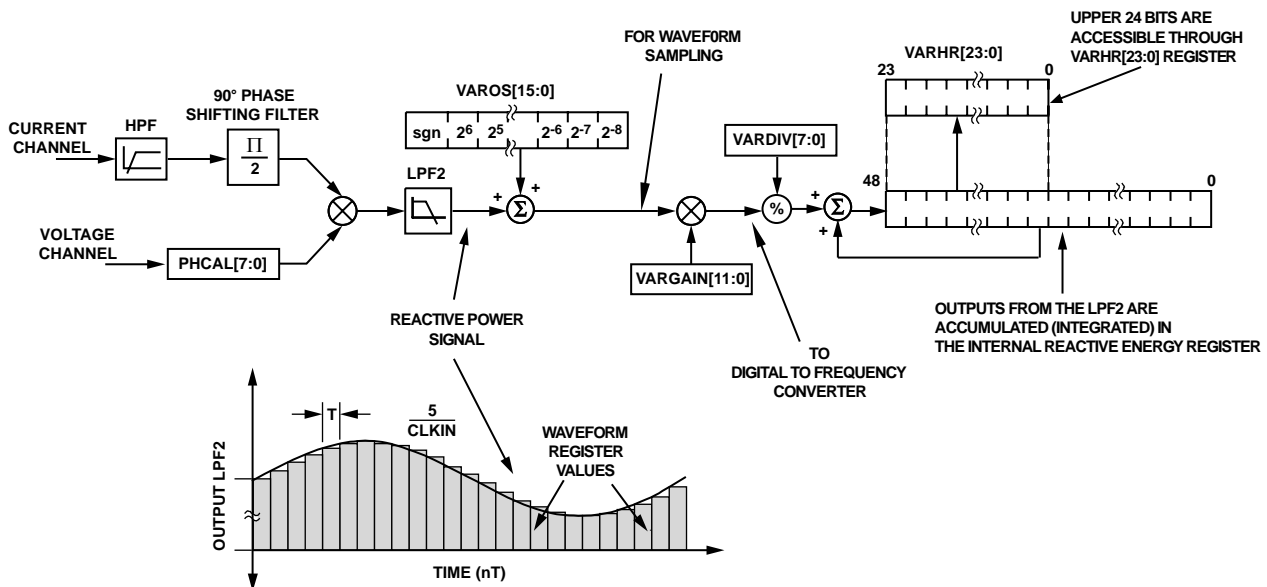 UPPER 24 BITS ARE
ACCESSIBLE THROUGH
VARHR[23:0] REGISTER
FOR WAVEF0RM
SAMPLING
VARHR[23:0]
23
0
90° PHASE
SHIFTING FILTER
VAROS[15:0]
CURRENT
CHANNEL
HPF
Π
2
sgn 2⁶ 2⁵ 2⁻⁶ 2⁻⁷ 2⁻⁸
VARDIV[7:0]
LPF2
+
+
Σ
%
+
+
Σ
48
0
VOLTAGE
CHANNEL
PHCAL[7:0]
VARGAIN[11:0]
REACTIVE POWER
SIGNAL
TO
DIGITAL TO FREQUENCY
CONVERTER
OUTPUTS FROM THE LPF2 ARE
ACCUMULATED (INTEGRATED) IN
THE INTERNAL REACTIVE ENERGY REGISTER
T
5
CLKIN
WAVEFORM
REGISTER
VALUES
OUTPUT LPF2
TIME (nT)